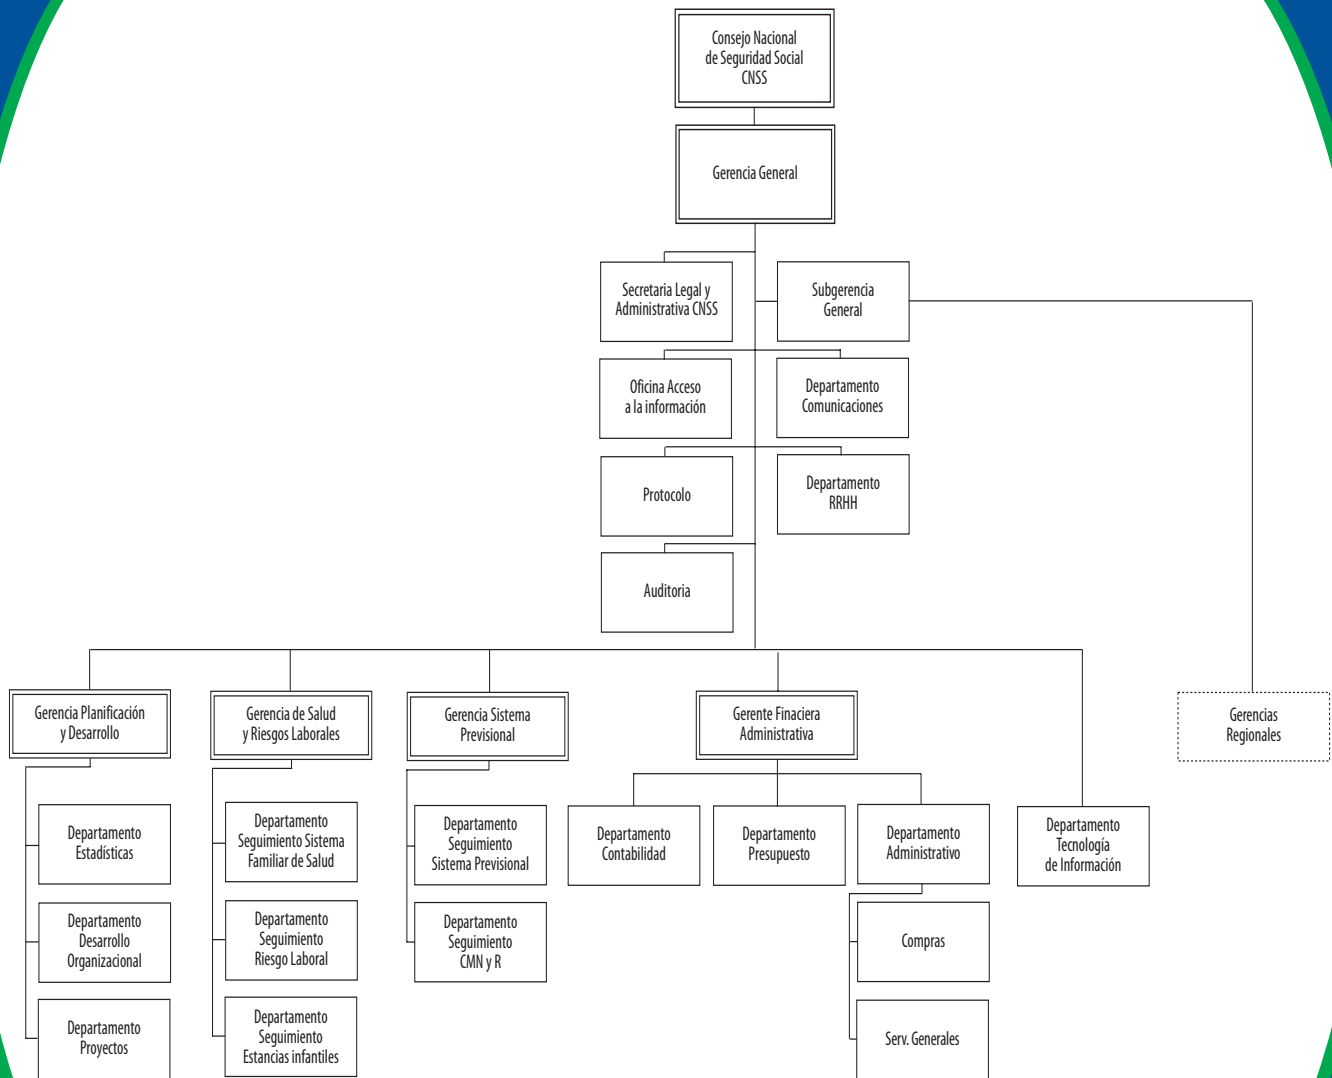 Consejo Nacional
de Seguridad Social
CNSS
Gerencia General
Secretaria Legal y
Administrativa CNSS
Subgerencia
General
Oficina Acceso
a la información
Departamento
Comunicaciones
Protocolo
Departamento
RRHH
Auditoria
Gerencia Planificación
y Desarrollo
Gerencia de Salud
y Riesgos Laborales
Gerencia Sistema
Previsional
Gerente Finaciera
Administrativa
Gerencias
Regionales
Departamento
Estadísticas
Departamento
Desarrollo
Organizacional
Departamento
Proyectos
Departamento
Seguimiento Sistema
Familiar de Salud
Departamento
Seguimiento
Riesgo Laboral
Departamento
Seguimiento
Estancias infantiles
Departamento
Seguimiento
Sistema Previsional
Departamento
Seguimiento
CMN y R
Departamento
Contabilidad
Departamento
Presupuesto
Departamento
Administrativo
Compras
Serv. Generales
Departamento
Tecnología
de Información